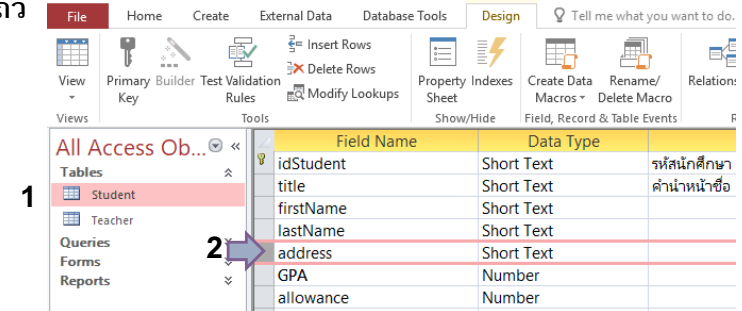 File Home Create External Data Database Tools Design Tell me what you want to do.
View Primary Key Builder Test Validation Rules Insert Rows Delete Rows Modify Lookups Property Sheet Indexes Create Data Macros Rename/ Delete Macro
Views Tools Show/Hide Field, Record & Table Events
All Access Ob... «
Field Name Data Type
Tables
idStudent Short Text รหัสนักศึกษา
title Short Text คำนำหน้าชื่อ
1 Student
firstName Short Text
Teacher
lastName Short Text
Queries
2
address Short Text
Forms
GPA Number
Reports
allowance Number